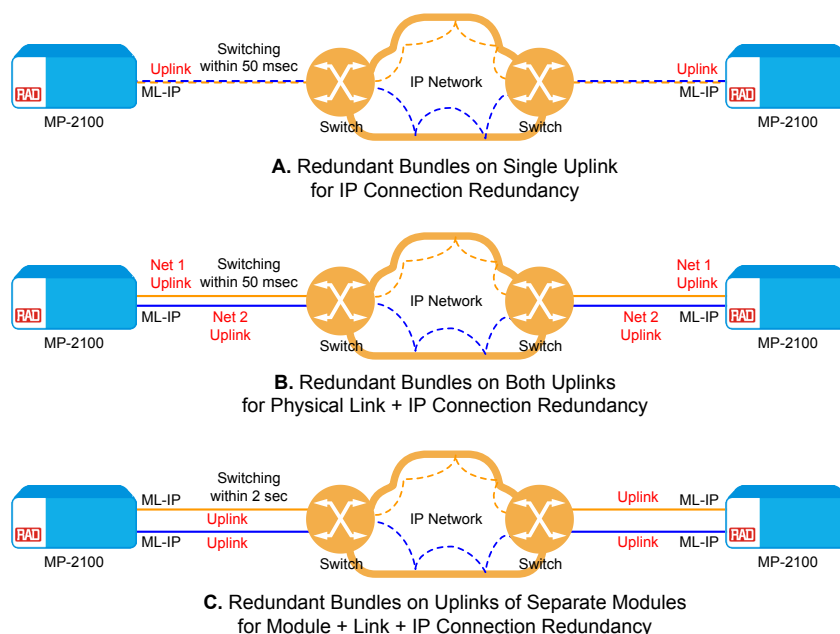 Switching
within 50 msec
Uplink
ML-IP
RAD
MP-2100
Switch
IP Network
Switch
Uplink
ML-IP
RAD
MP-2100
A. Redundant Bundles on Single Uplink
for IP Connection Redundancy
Net 1
Uplink
Switching
within 50 msec
RAD
ML-IP
Net 2
Uplink
MP-2100
Switch
IP Network
Switch
Net 1
Uplink
Net 2
Uplink
ML-IP
RAD
MP-2100
B. Redundant Bundles on Both Uplinks
for Physical Link + IP Connection Redundancy
Switching
within 2 sec
ML-IP
Uplink
RAD
ML-IP
Uplink
MP-2100
Switch
IP Network
Switch
Uplink
ML-IP
Uplink
ML-IP
RAD
MP-2100
C. Redundant Bundles on Uplinks of Separate Modules
for Module + Link + IP Connection Redundancy